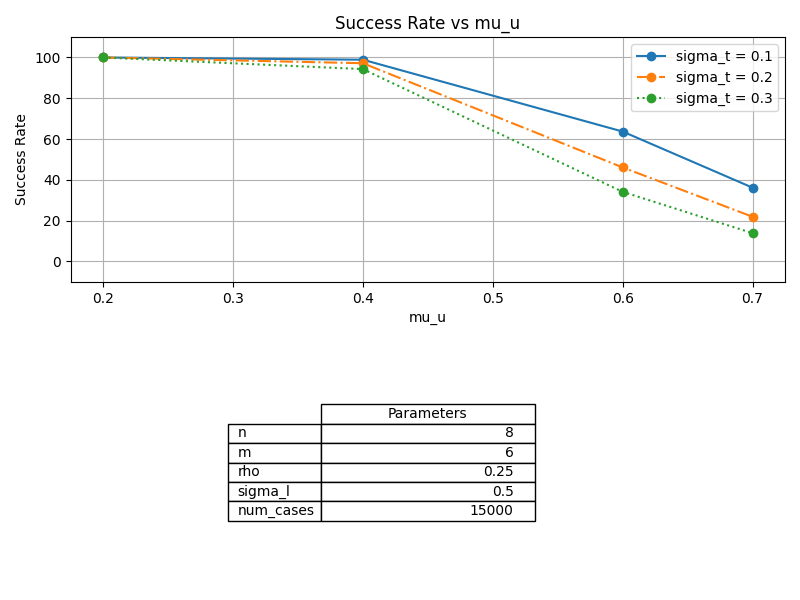 Success Rate vs mu_u
100
80
60
40
20
0
Success Rate
sigma_t = 0.1
sigma_t = 0.2
sigma_t = 0.3
0.2 0.3 0.4 0.5 0.6 0.7
mu_u
Parameters
n 8
m 6
rho 0.25
sigma_l 0.5
num_cases 15000